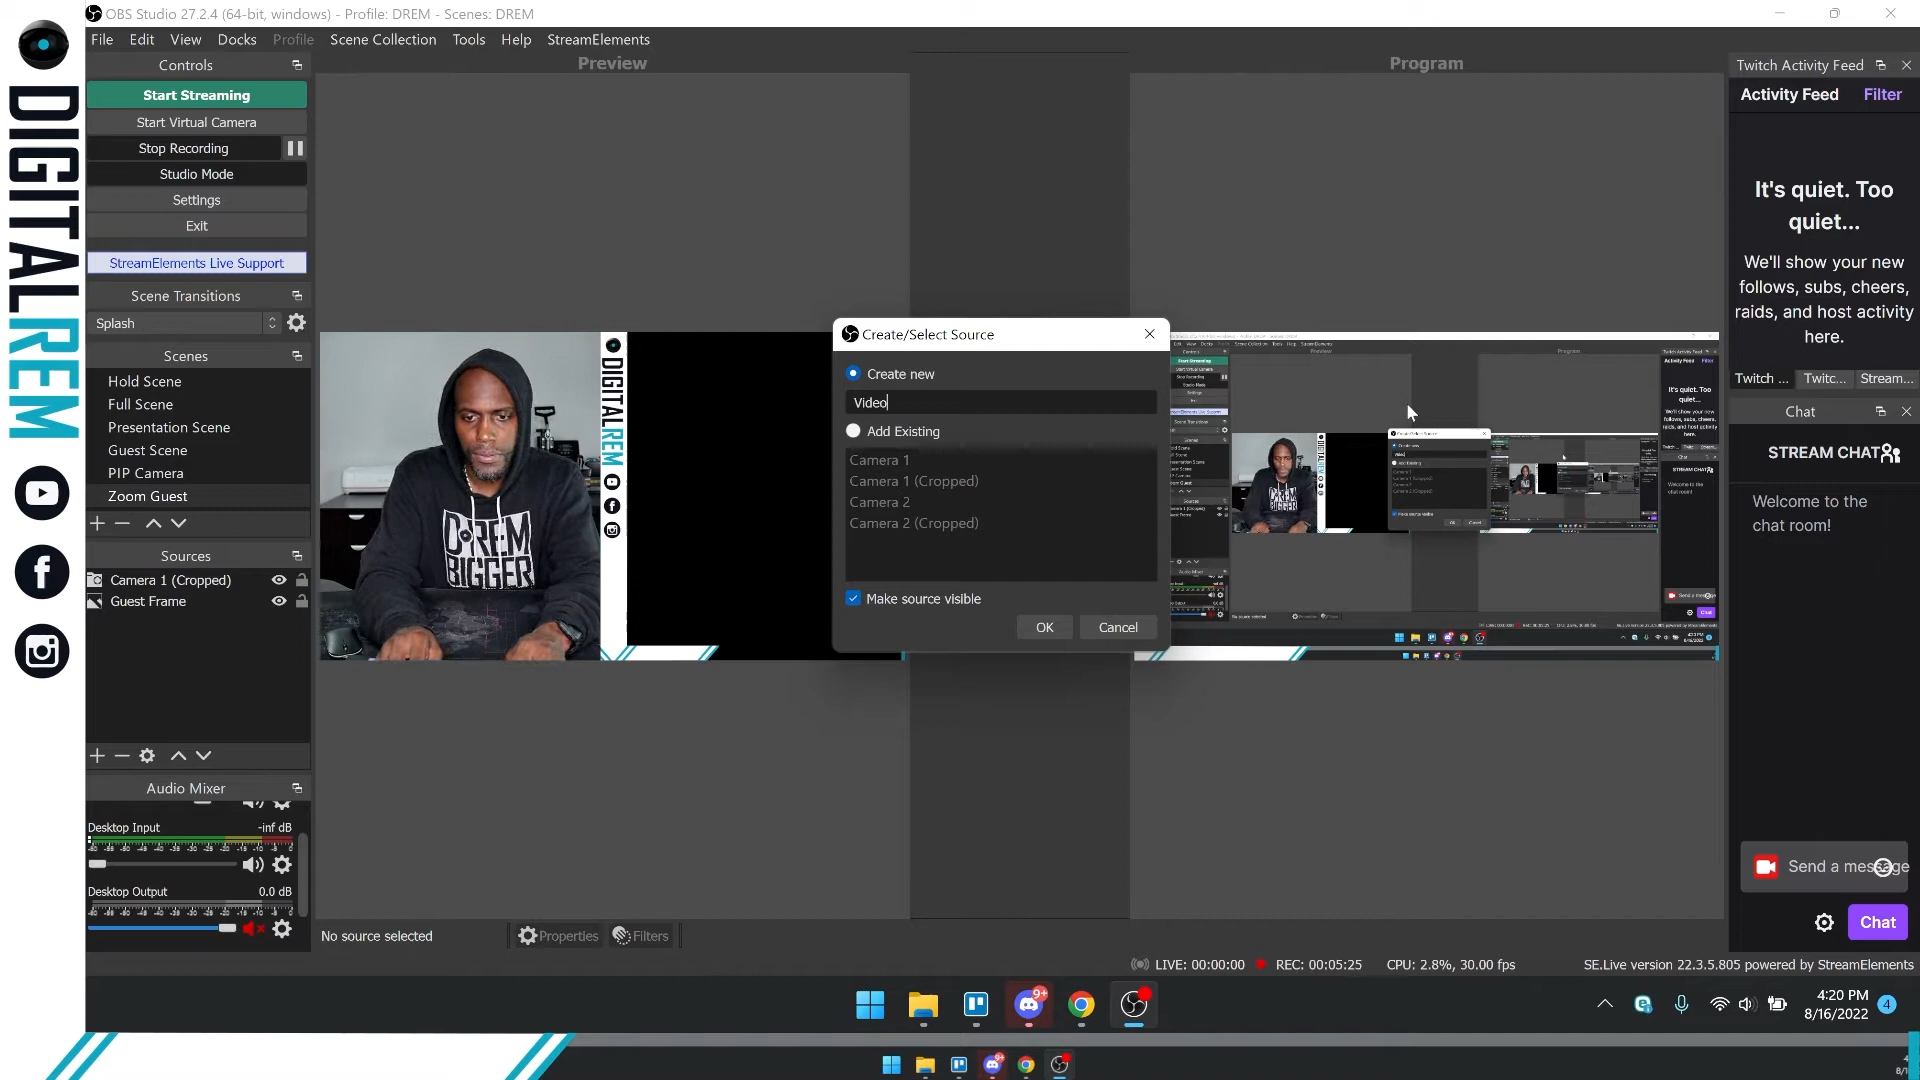 OBS Studio 27.2.4 (64-bit, windows) - Profile: DREM - Scenes: DREM
File Edit View Docks Profile Scene Collection Tools Help StreamElements
DIGITALREM
Controls
Start Streaming
Start Virtual Camera
Stop Recording
Studio Mode
Settings
Exit
StreamElements Live Support
Scene Transitions
Splash
Scenes
Hold Scene
Full Scene
Presentation Scene
Guest Scene
PIP Camera
Zoom Guest
Sources
Camera 1 (Cropped)
Guest Frame
Audio Mixer
Desktop Input -inf dB
Desktop Output 0.0 dB
Preview
DREM
BIGGER
DIGITALREM
No source selected
Properties
Filters
Create/Select Source
Create new
Video
Add Existing
Camera 1
Camera 1 (Cropped)
Camera 2
Camera 2 (Cropped)
Make source visible
OK Cancel
Program
Twitch Activity Feed
Activity Feed Filter
It's quiet. Too
quiet...
We'll show your new
follows, subs, cheers,
raids, and host activity
here.
Twitch ... Twitc... Stream...
Chat
STREAM CHAT
Welcome to the
chat room!
Send a message
Chat
LIVE: 00:00:00 REC: 00:05:25 CPU: 2.8%, 30.00 fps
SE.Live version 22.3.5.805 powered by StreamElements
9+
4:20 PM
8/16/2022
4